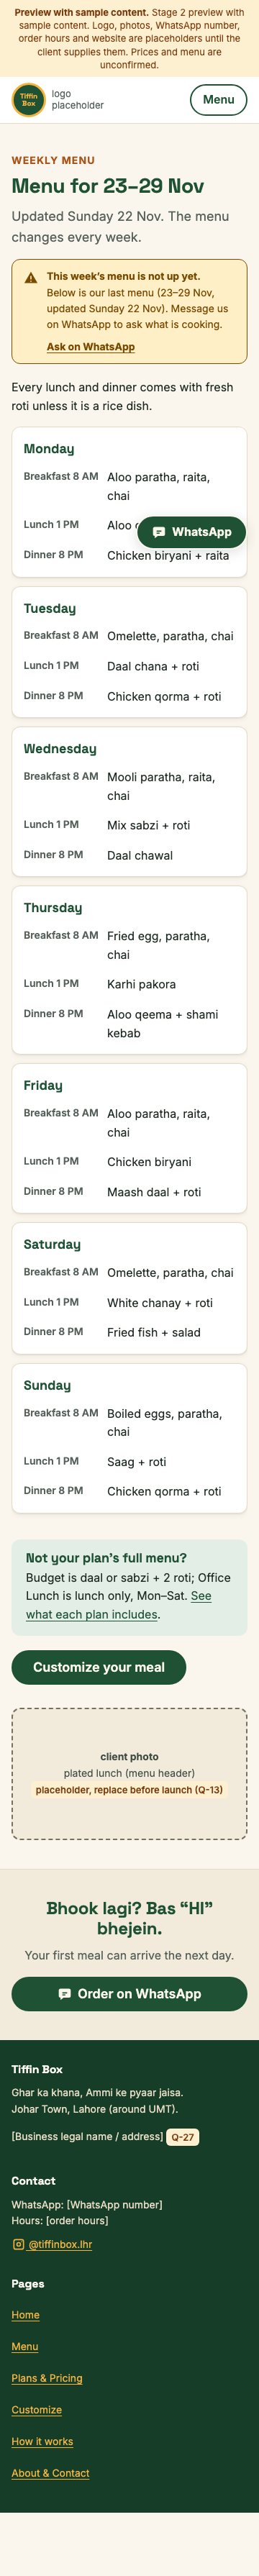 Preview with sample content. Stage 2 preview with
sample content. Logo, photos, WhatsApp number,
order hours and website are placeholders until the
client supplies them. Prices and menu are
unconfirmed.
Tiffin
Box
logo
placeholder
Menu
WEEKLY MENU
Menu for 23–29 Nov
Updated Sunday 22 Nov. The menu
changes every week.
This week's menu is not up yet.
Below is our last menu (23–29 Nov,
updated Sunday 22 Nov). Message us
on WhatsApp to ask what is cooking.
Ask on WhatsApp
Every lunch and dinner comes with fresh
roti unless it is a rice dish.
Monday
Breakfast 8 AM Aloo paratha, raita,
chai
Lunch 1 PM Aloo
WhatsApp
Dinner 8 PM Chicken biryani + raita
Tuesday
Breakfast 8 AM Omelette, paratha, chai
Lunch 1 PM Daal chana + roti
Dinner 8 PM Chicken qorma + roti
Wednesday
Breakfast 8 AM Mooli paratha, raita,
chai
Lunch 1 PM Mix sabzi + roti
Dinner 8 PM Daal chawal
Thursday
Breakfast 8 AM Fried egg, paratha,
chai
Lunch 1 PM Karhi pakora
Dinner 8 PM Aloo qeema + shami
kebab
Friday
Breakfast 8 AM Aloo paratha, raita,
chai
Lunch 1 PM Chicken biryani
Dinner 8 PM Maash daal + roti
Saturday
Breakfast 8 AM Omelette, paratha, chai
Lunch 1 PM White chanay + roti
Dinner 8 PM Fried fish + salad
Sunday
Breakfast 8 AM Boiled eggs, paratha,
chai
Lunch 1 PM Saag + roti
Dinner 8 PM Chicken qorma + roti
Not your plan's full menu?
Budget is daal or sabzi + 2 roti; Office
Lunch is lunch only, Mon–Sat. See
what each plan includes.
Customize your meal
client photo
plated lunch (menu header)
placeholder, replace before launch (Q-13)
Bhook lagi? Bas “HI”
bhejein.
Your first meal can arrive the next day.
Order on WhatsApp
Tiffin Box
Ghar ka khana, Ammi ke pyaar jaisa.
Johar Town, Lahore (around UMT).
[Business legal name / address] Q-27
Contact
WhatsApp: [WhatsApp number]
Hours: [order hours]
@tiffinbox.lhr
Pages
Home
Menu
Plans & Pricing
Customize
How it works
About & Contact